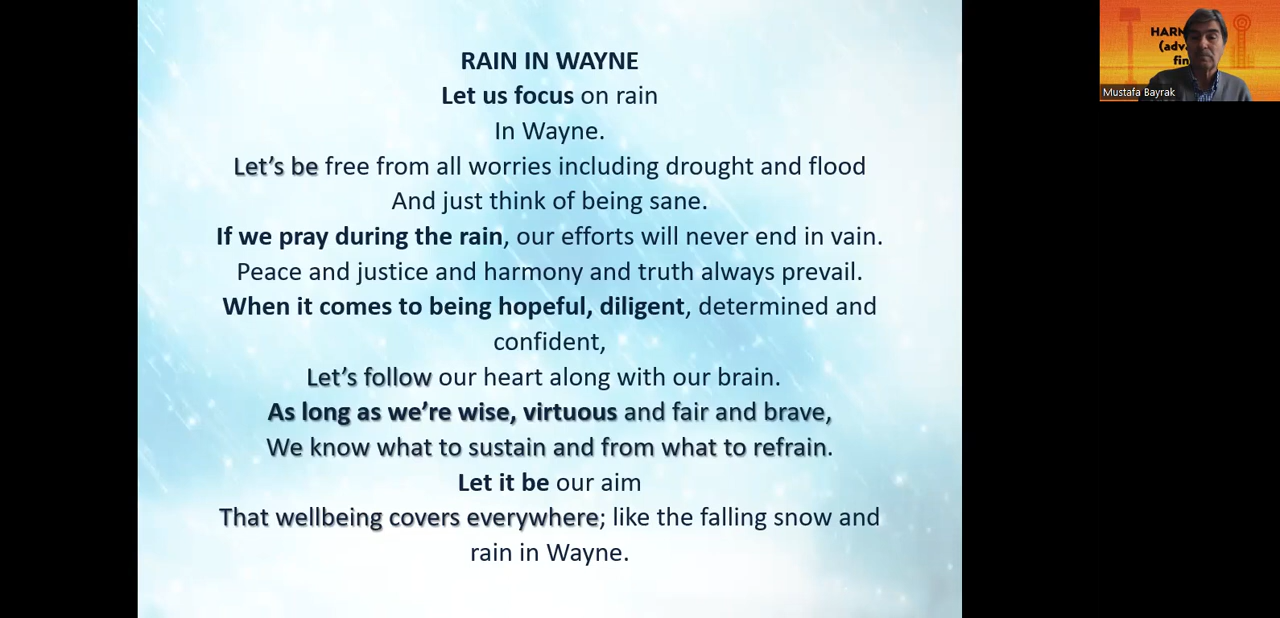 RAIN IN WAYNE
Let us focus on rain
In Wayne.
Let’s be free from all worries including drought and flood
And just think of being sane.
If we pray during the rain, our efforts will never end in vain.
Peace and justice and harmony and truth always prevail.
When it comes to being hopeful, diligent, determined and
confident,
Let’s follow our heart along with our brain.
As long as we’re wise, virtuous and fair and brave,
We know what to sustain and from what to refrain.
Let it be our aim
That wellbeing covers everywhere; like the falling snow and
rain in Wayne.
Mustafa Bayrak